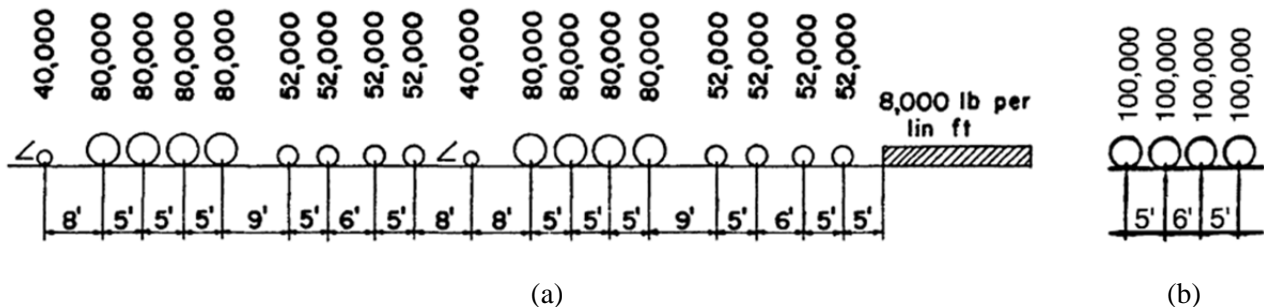 40,000 80,000 80,000 80,000 80,000 52,000 52,000 52,000 52,000 40,000 80,000 80,000 80,000 80,000 52,000 52,000 52,000 52,000
8,000 lb per
lin ft
8' 5' 5' 5' 9' 5' 6' 5' 8' 8' 5' 5' 5' 9' 5' 6' 5' 5'
(a)
100,000 100,000 100,000 100,000
5' 6' 5'
(b)